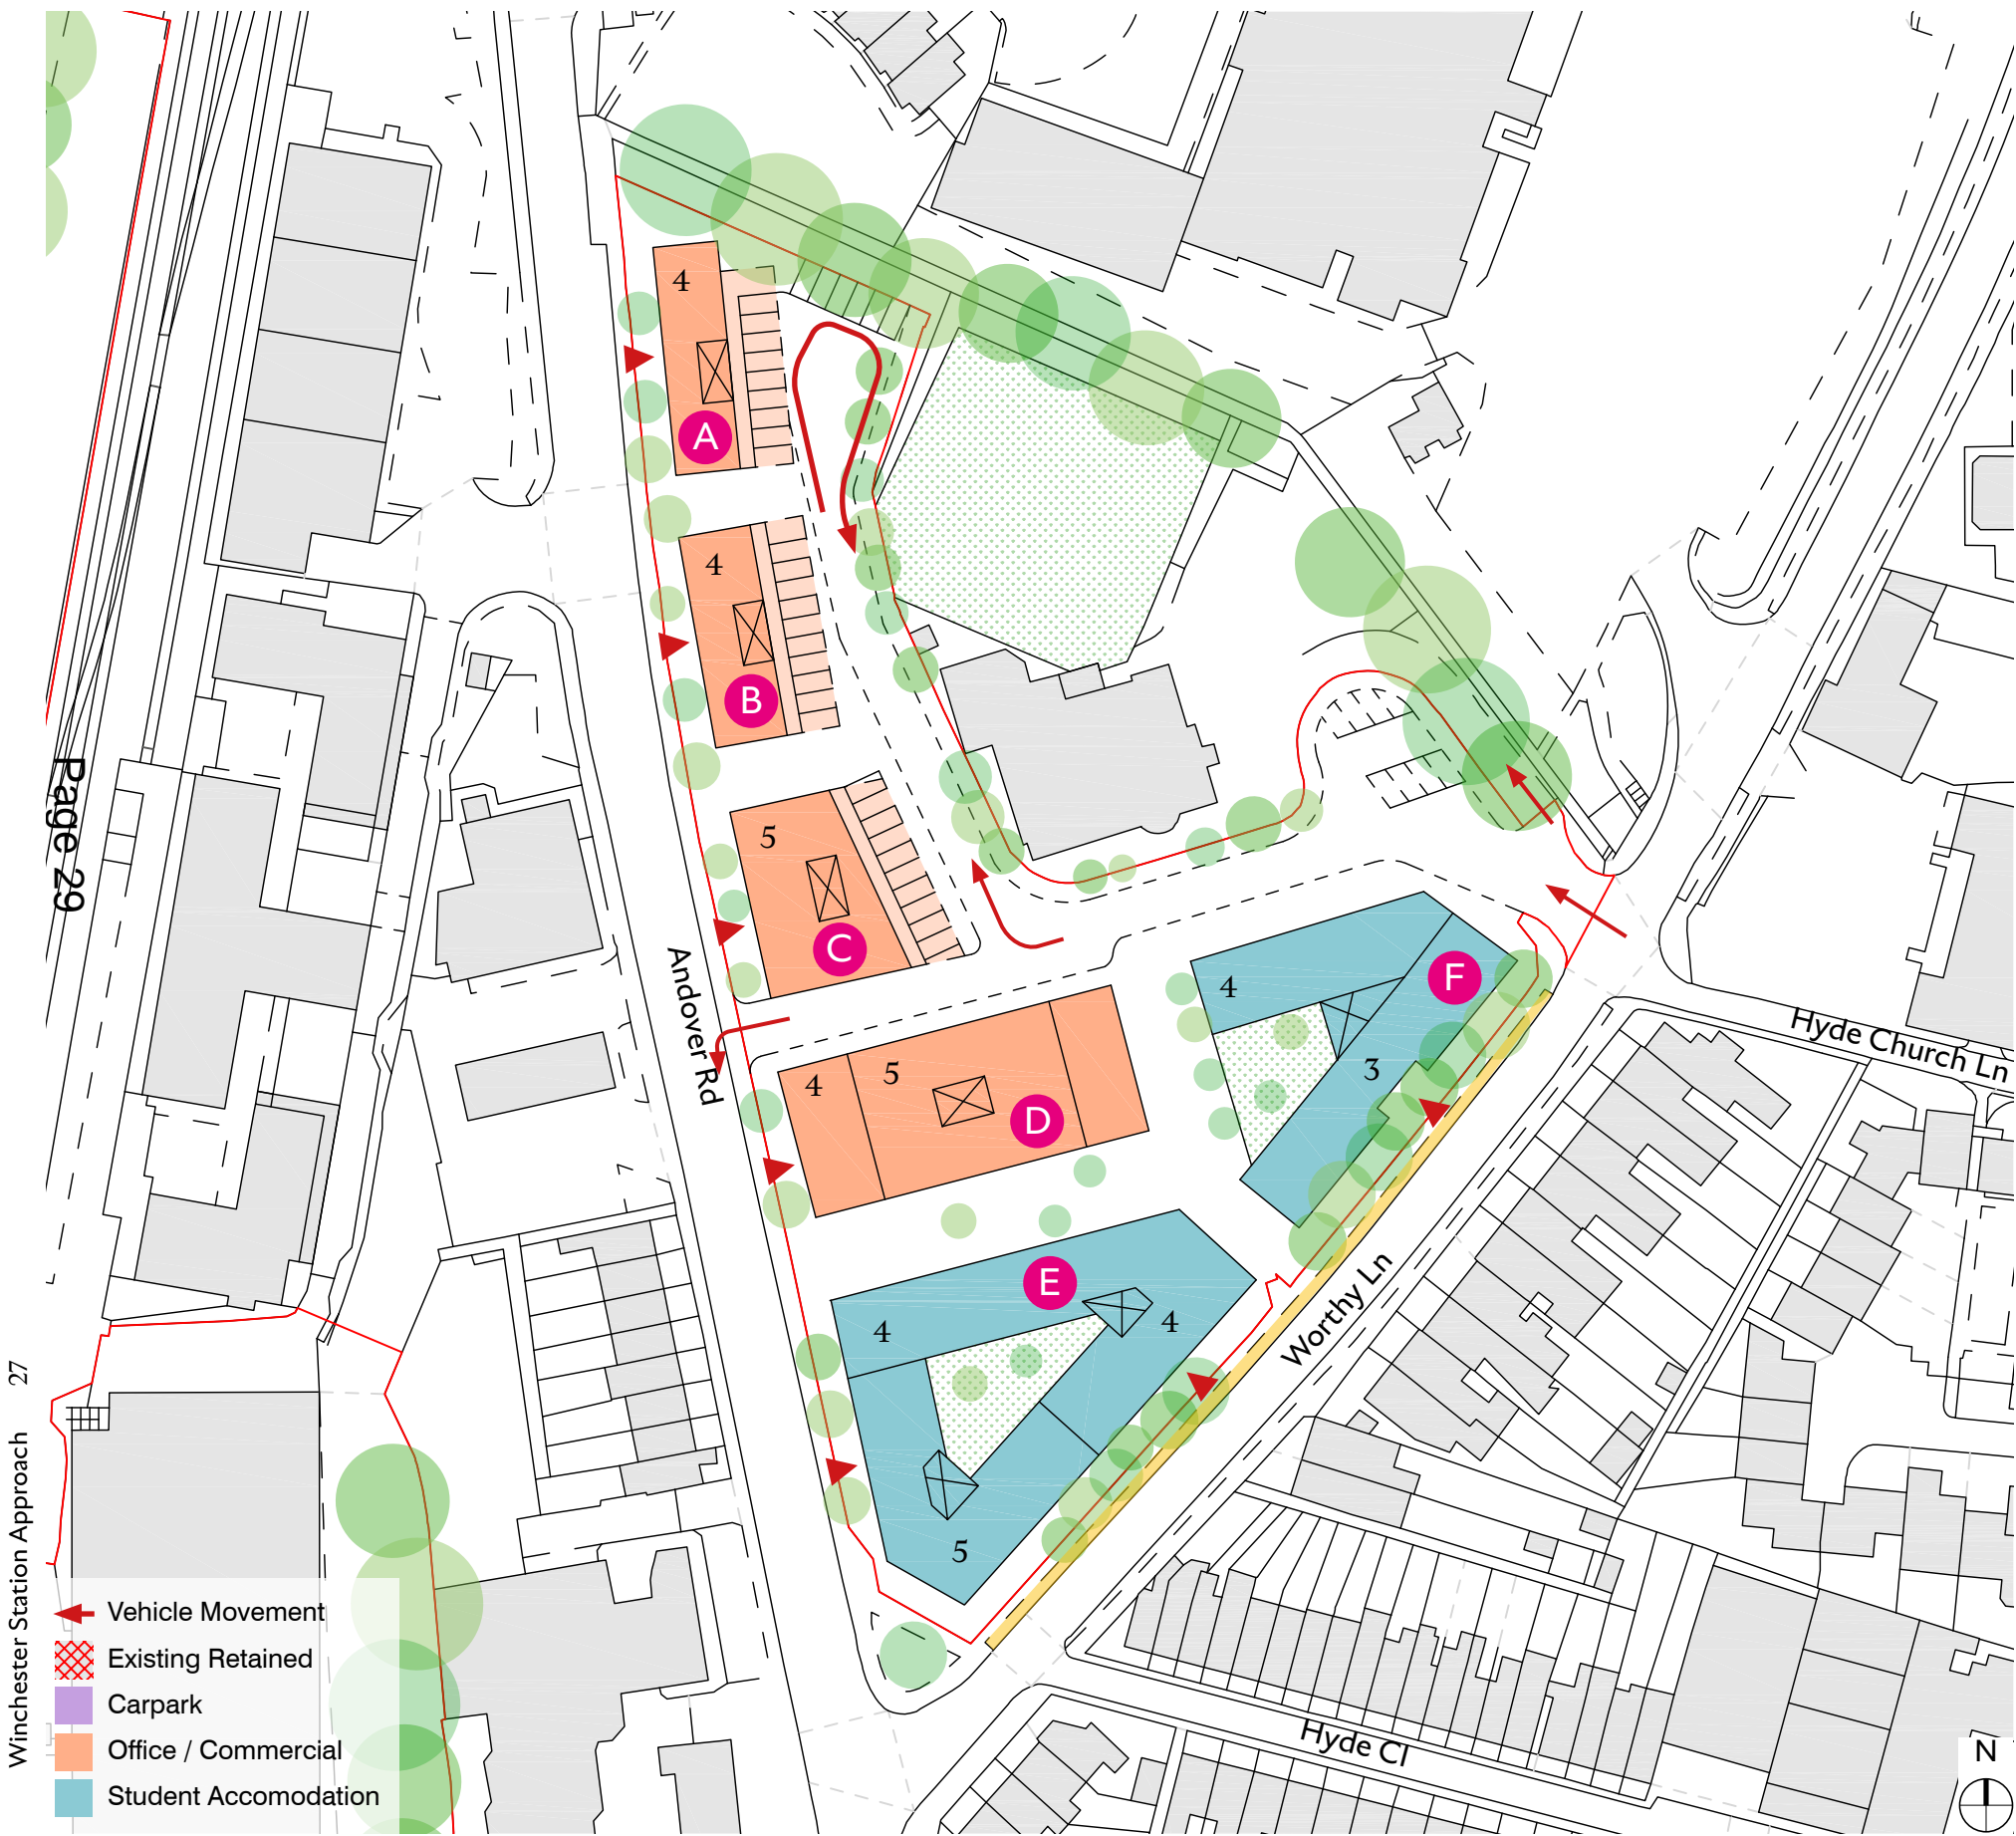 4
A
4
B
5
C
Andover Rd
4
5
D
4
F
3
Hyde Church Ln
E
4
4
5
Worthy Ln
Hyde Cl
Page 29
Winchester Station Approach 27
Vehicle Movement
Existing Retained
Carpark
Office / Commercial
Student Accomodation
N